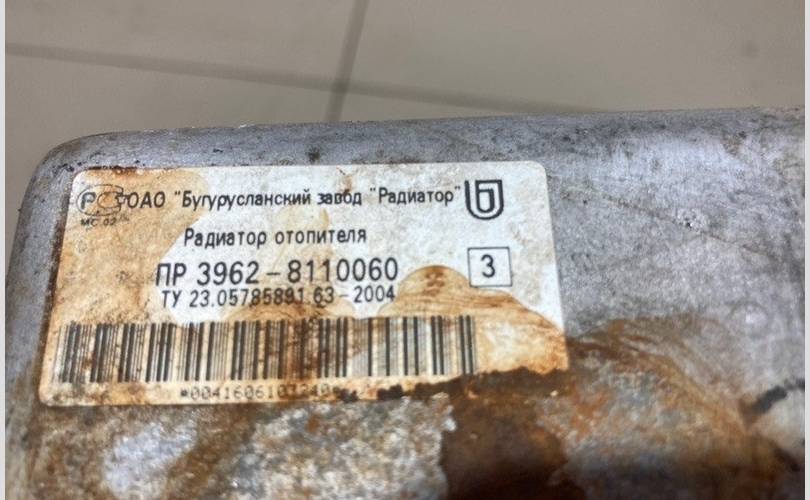 ОАО "Бугурусланский завод "Радиатор"
Радиатор отопителя
ПР 3962-8110060
3
ТУ 23.05785891.63-2004